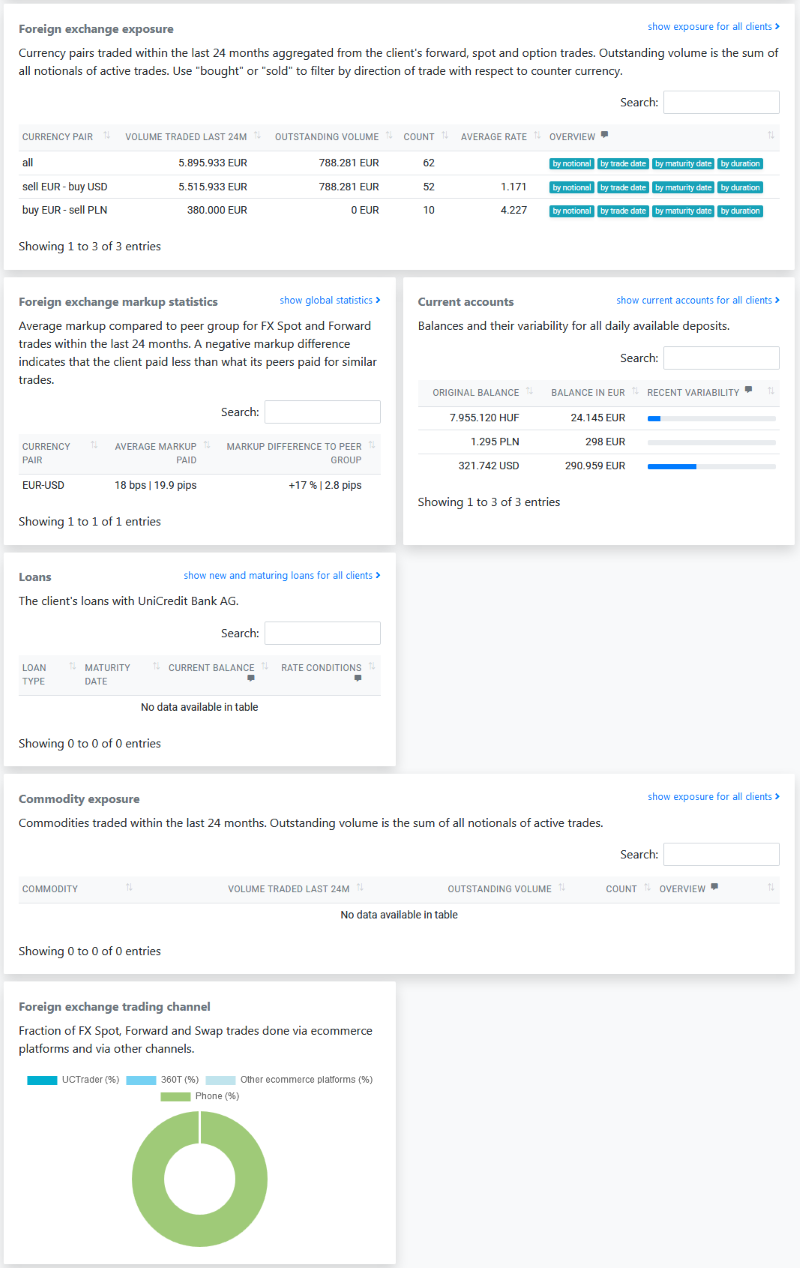 Foreign exchange exposure
show exposure for all clients
Currency pairs traded within the last 24 months aggregated from the client's forward, spot and option trades. Outstanding volume is the sum of
all notionals of active trades. Use "bought" or "sold" to filter by direction of trade with respect to counter currency.
Search:
CURRENCY PAIR VOLUME TRADED LAST 24M OUTSTANDING VOLUME COUNT AVERAGE RATE OVERVIEW
all 5.895.933 EUR 788.281 EUR 62 by notional by trade date by maturity date by duration
sell EUR - buy USD 5.515.933 EUR 788.281 EUR 52 1.171 by notional by trade date by maturity date by duration
buy EUR - sell PLN 380.000 EUR 0 EUR 10 4.227 by notional by trade date by maturity date by duration
Showing 1 to 3 of 3 entries
Foreign exchange markup statistics
show global statistics
Average markup compared to peer group for FX Spot and Forward
trades within the last 24 months. A negative markup difference
indicates that the client paid less than what its peers paid for similar
trades.
Search:
CURRENCY AVERAGE MARKUP MARKUP DIFFERENCE TO PEER
PAIR PAID GROUP
EUR-USD 18 bps | 19.9 pips +17 % | 2.8 pips
Showing 1 to 1 of 1 entries
Current accounts
show current accounts for all clients
Balances and their variability for all daily available deposits.
Search:
ORIGINAL BALANCE BALANCE IN EUR RECENT VARIABILITY
7.955.120 HUF 24.145 EUR
1.295 PLN 298 EUR
321.742 USD 290.959 EUR
Showing 1 to 3 of 3 entries
Loans
show new and maturing loans for all clients
The client's loans with UniCredit Bank AG.
Search:
LOAN MATURITY CURRENT BALANCE RATE CONDITIONS
TYPE DATE
No data available in table
Showing 0 to 0 of 0 entries
Commodity exposure
show exposure for all clients
Commodities traded within the last 24 months. Outstanding volume is the sum of all notionals of active trades.
Search:
COMMODITY VOLUME TRADED LAST 24M OUTSTANDING VOLUME COUNT OVERVIEW
No data available in table
Showing 0 to 0 of 0 entries
Foreign exchange trading channel
Fraction of FX Spot, Forward and Swap trades done via ecommerce
platforms and via other channels.
UCTrader (%) 360T (%) Other ecommerce platforms (%)
Phone (%)